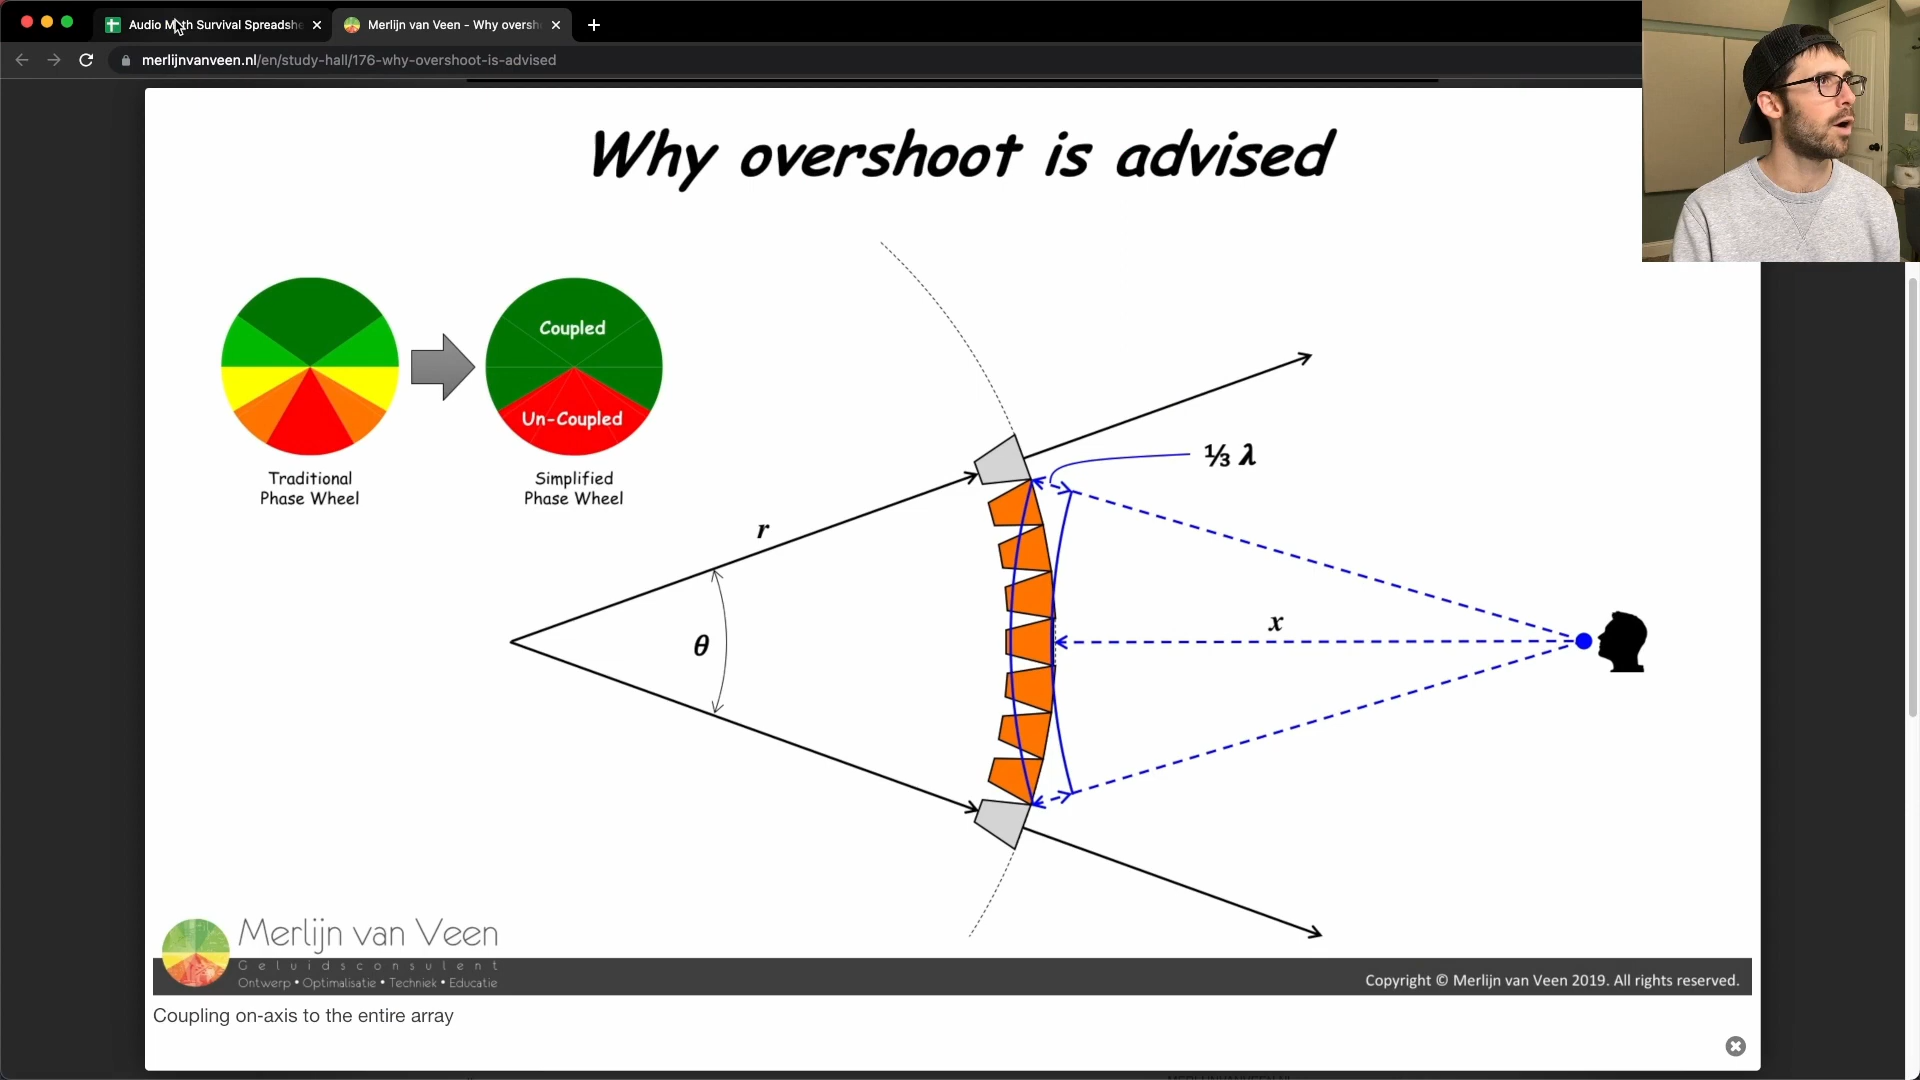 Audio Math Survival Spreadshe
Merlijn van Veen - Why oversh
merlijnvanveen.nl/en/study-hall/176-why-overshoot-is-advised
Why overshoot is advised
Coupled
Un-Coupled
Traditional
Phase Wheel
Simplified
Phase Wheel
⅓ λ
r
θ
x
Merlijn van Veen
Geluidsconsulent
Ontwerp • Optimalisatie • Techniek • Educatie
Copyright © Merlijn van Veen 2019. All rights reserved.
Coupling on-axis to the entire array